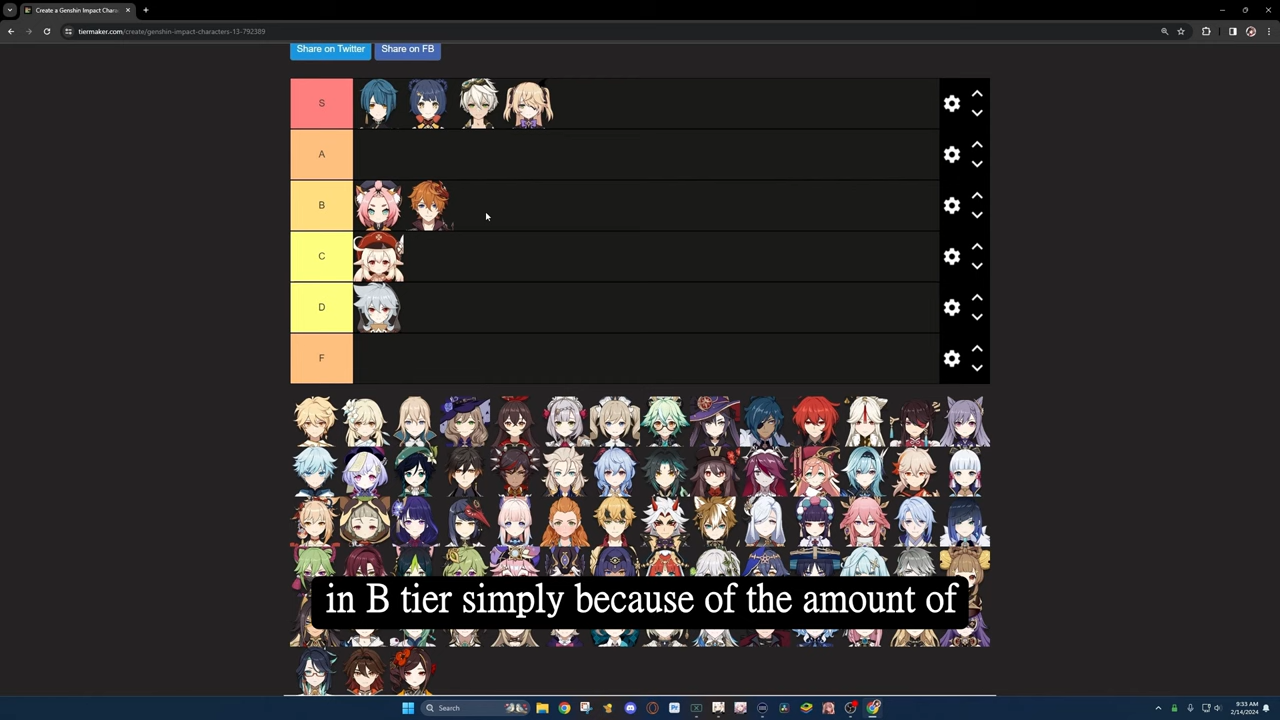 Create a Genshin Impact Chara
tiermaker.com/create/genshin-impact-characters-13-792389
Share on Twitter
Share on FB
S
A
B
C
D
F
in B tier simply because of the amount of
Search
9:33 AM
2/14/2024